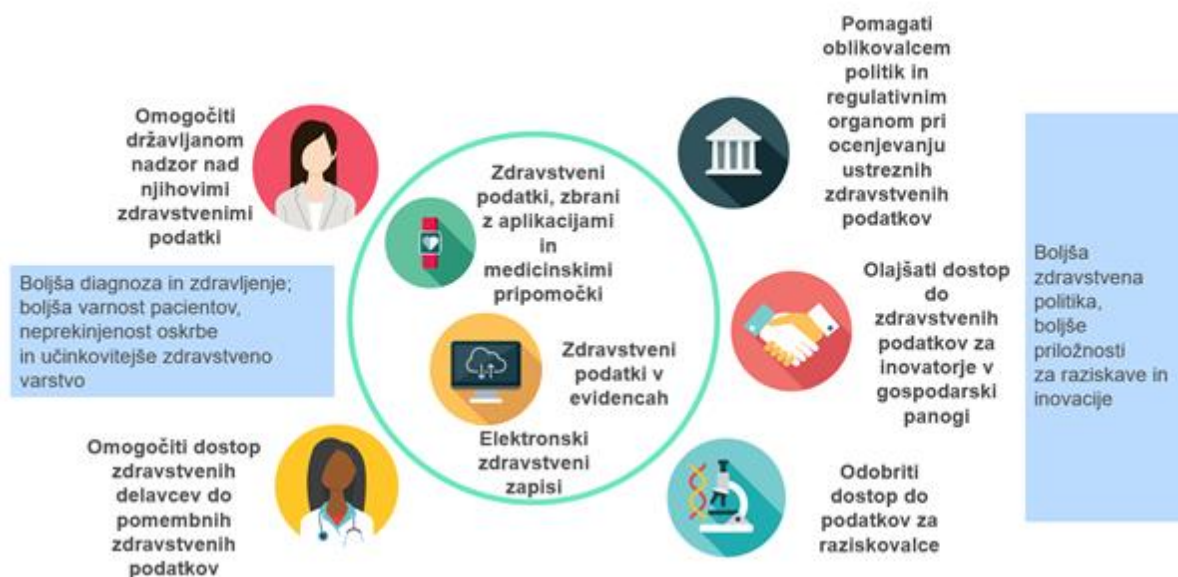 Omogočiti
državljanom
nadzor nad
njihovimi
zdravstvenimi
podatki
Boljša diagnoza in zdravljenje;
boljša varnost pacientov,
neprekinjenost oskrbe
in učinkovitejše zdravstveno
varstvo
Omogočiti dostop
zdravstvenih
delavcev do
pomembnih
zdravstvenih
podatkov
Zdravstveni
podatki, zbrani
z aplikacijami
in
medicinskimi
pripomočki
Zdravstveni
podatki v
evidencah
Elektronski
zdravstveni
zapisi
Pomagati
oblikovalcem
politik in
regulativnim
organom pri
ocenjevanju
ustreznih
zdravstvenih
podatkov
Olajšati dostop
do
zdravstvenih
podatkov za
inovatorje v
gospodarski
panogi
Odobriti
dostop do
podatkov za
raziskovalce
Boljša
zdravstvena
politika,
boljše
priložnosti
za raziskave in
inovacije